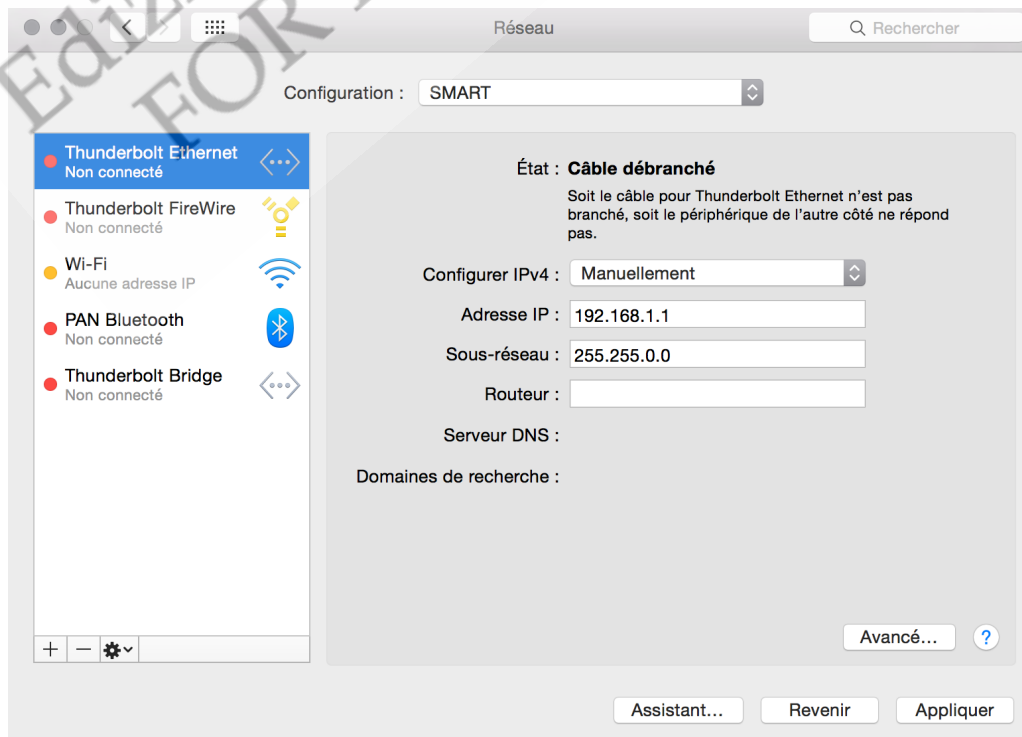 Réseau
Rechercher
Configuration : SMART
Thunderbolt Ethernet
Non connecté
Thunderbolt FireWire
Non connecté
Wi-Fi
Aucune adresse IP
PAN Bluetooth
Non connecté
Thunderbolt Bridge
Non connecté
État : Câble débranché
Soit le câble pour Thunderbolt Ethernet n’est pas
branché, soit le périphérique de l’autre côté ne répond
pas.
Configurer IPv4 : Manuellement
Adresse IP : 192.168.1.1
Sous-réseau : 255.255.0.0
Routeur :
Serveur DNS :
Domaines de recherche :
Avancé...
?
Assistant...
Revenir
Appliquer
FOR